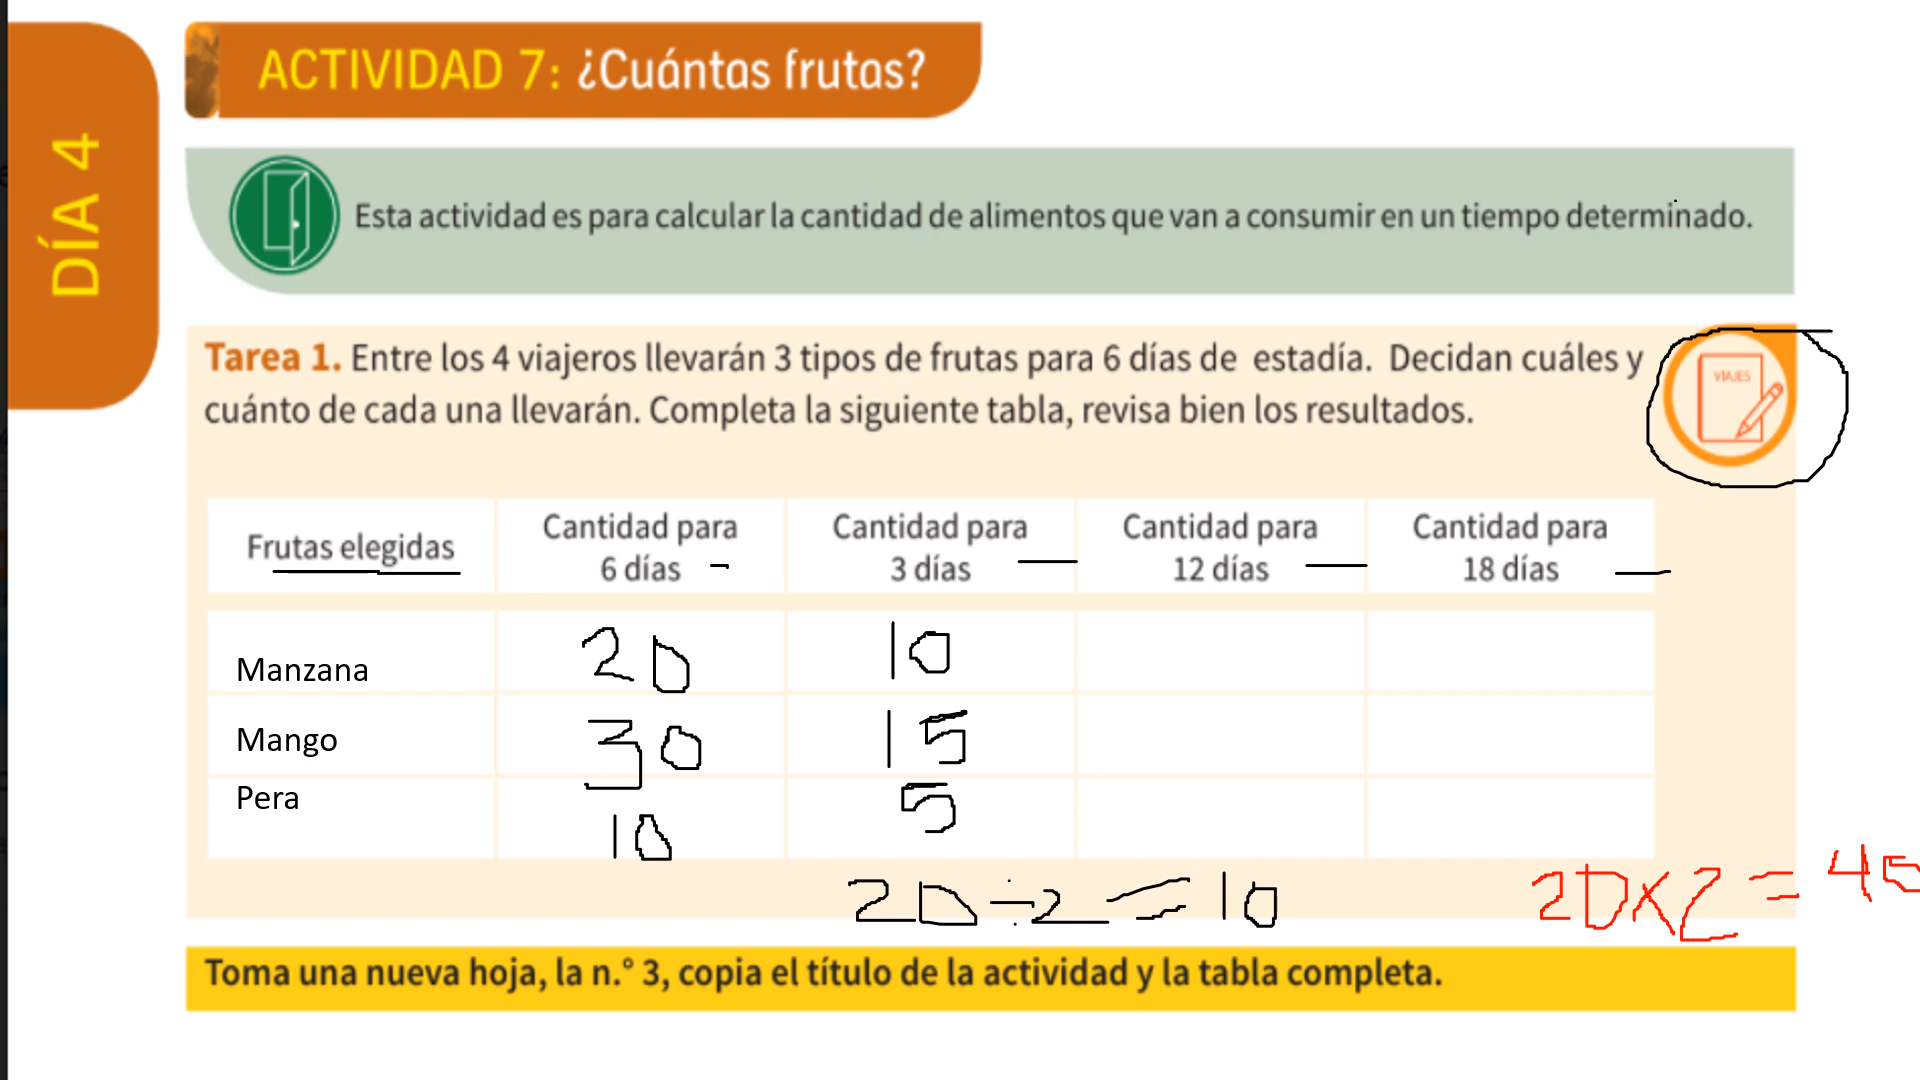 DÍA 4
ACTIVIDAD 7: ¿Cuántas frutas?
Esta actividad es para calcular la cantidad de alimentos que van a consumir en un tiempo determinado.
Tarea 1. Entre los 4 viajeros llevarán 3 tipos de frutas para 6 días de estadía. Decidan cuáles y
cuánto de cada una llevarán. Completa la siguiente tabla, revisa bien los resultados.
VIAJES
Frutas elegidas
Cantidad para
6 días
Cantidad para
3 días
Cantidad para
12 días
Cantidad para
18 días
Manzana 20 10
Mango 30 15
Pera 10 5
20 ÷ 2 = 10
20x2 = 40
Toma una nueva hoja, la n.° 3, copia el título de la actividad y la tabla completa.